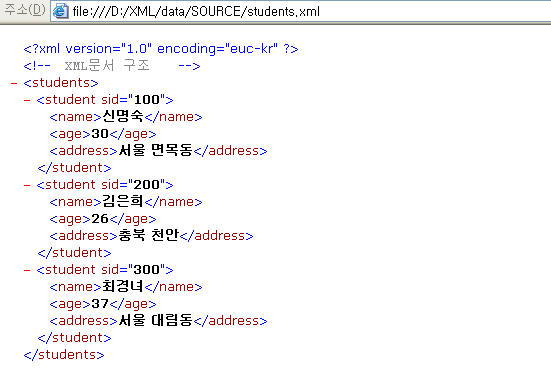 주소(D) file:///D:/XML/data/SOURCE/students.xml
<?xml version="1.0" encoding="euc-kr" ?>
<!-- XML문서 구조 -->
- <students>
- <student sid="100">
<name>신명숙</name>
<age>30</age>
<address>서울 면목동</address>
</student>
- <student sid="200">
<name>김은희</name>
<age>26</age>
<address>충북 천안</address>
</student>
- <student sid="300">
<name>최경녀</name>
<age>37</age>
<address>서울 대림동</address>
</student>
</students>